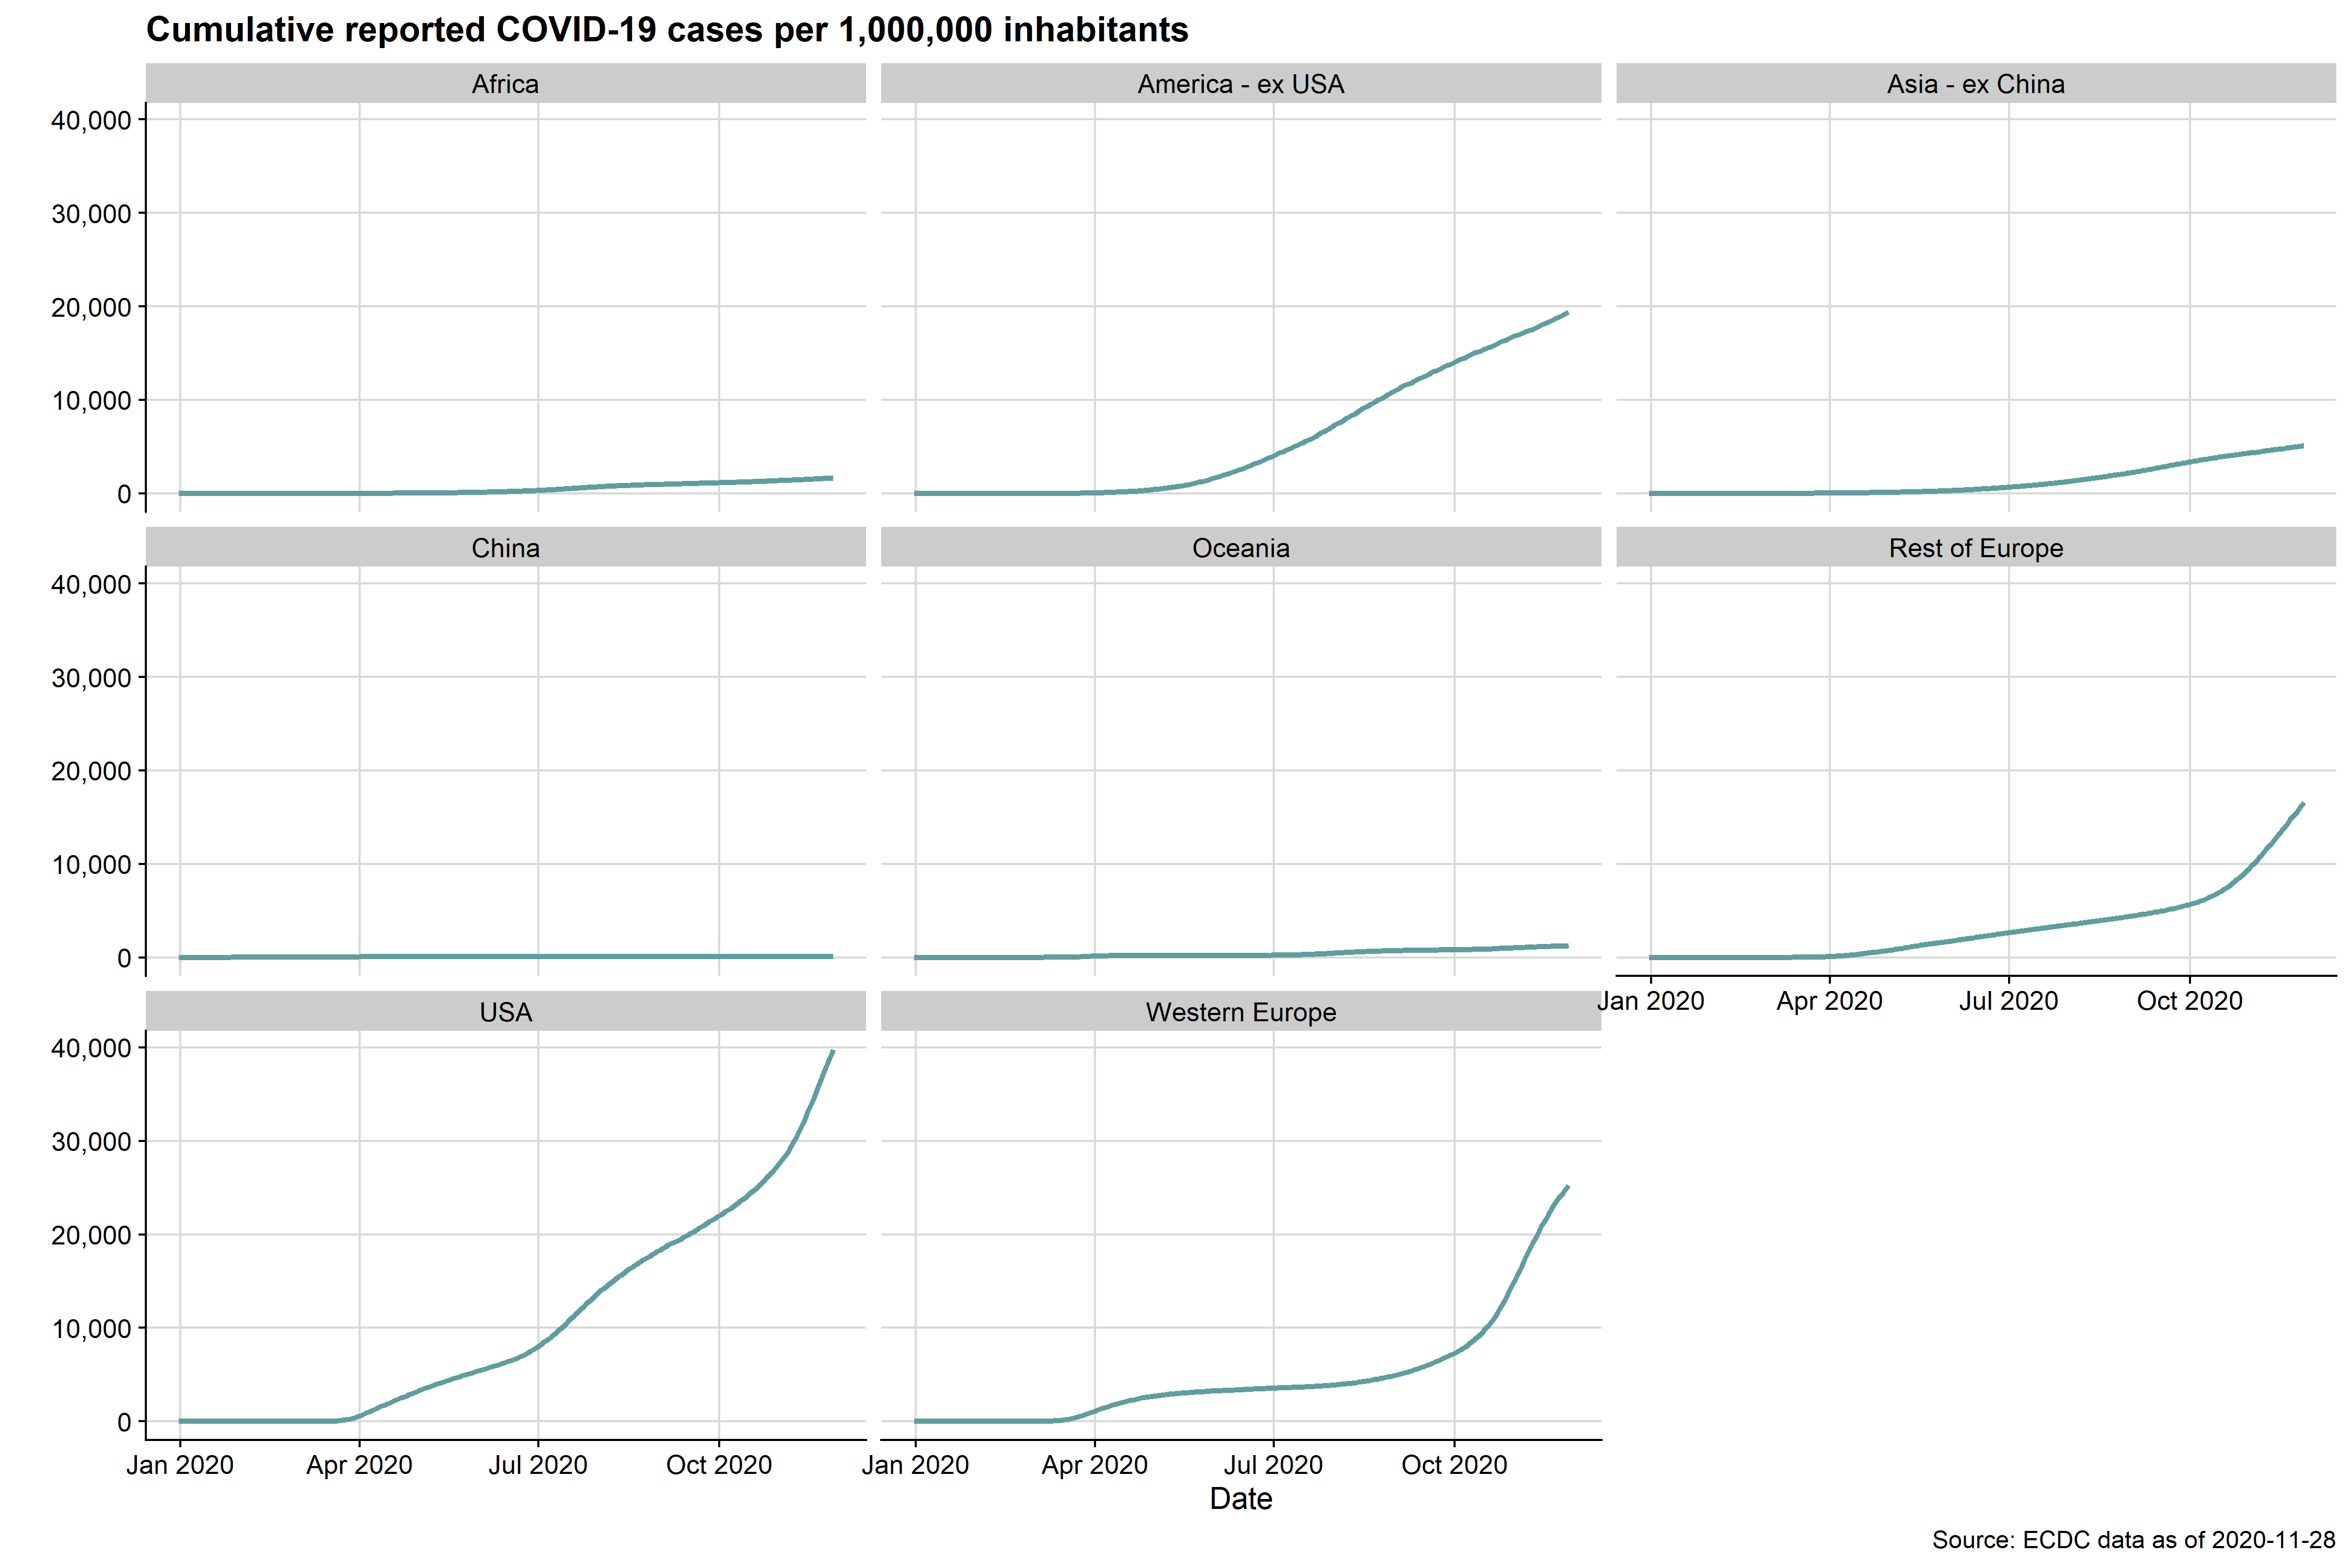 Cumulative reported COVID-19 cases per 1,000,000 inhabitants
Africa
America - ex USA
Asia - ex China
40,000
30,000
20,000
10,000
0
China
Oceania
Rest of Europe
40,000
30,000
20,000
10,000
0
Jan 2020 Apr 2020 Jul 2020 Oct 2020
USA
Western Europe
40,000
30,000
20,000
10,000
0
Jan 2020 Apr 2020 Jul 2020 Oct 2020
Jan 2020 Apr 2020 Jul 2020 Oct 2020
Date
Source: ECDC data as of 2020-11-28